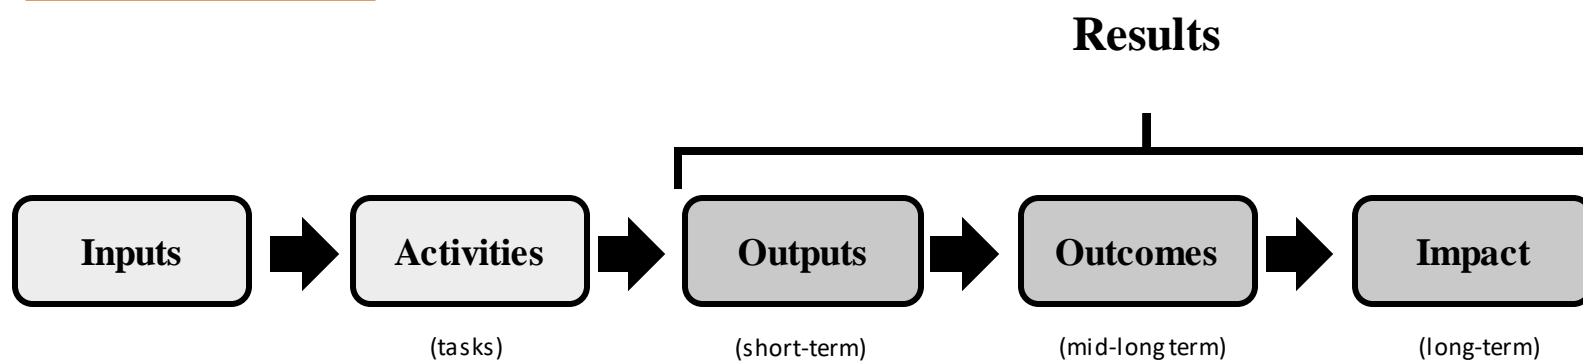 Results
Inputs
Activities
Outputs
Outcomes
Impact
(tasks)
(short-term)
(mid-long term)
(long-term)